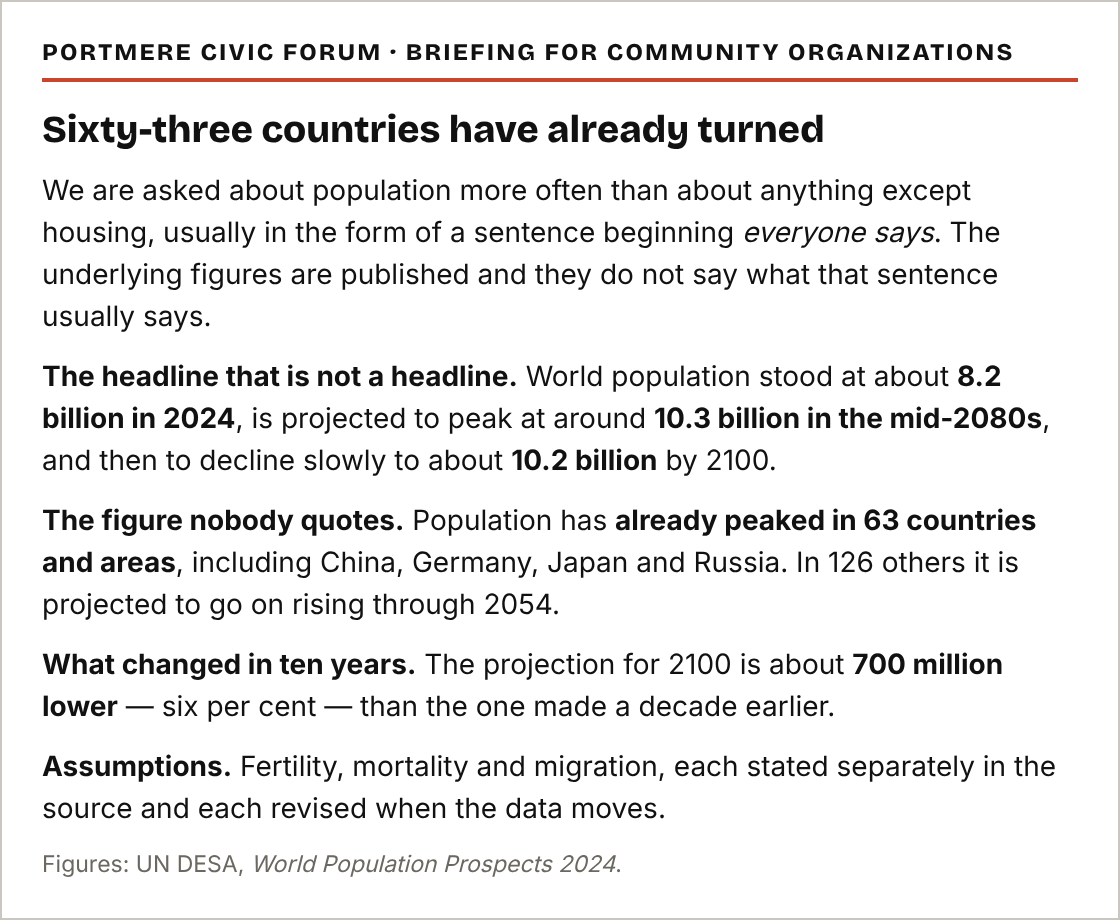 PORTMERE CIVIC FORUM · BRIEFING FOR COMMUNITY ORGANIZATIONS
Sixty-three countries have already turned
We are asked about population more often than about anything except
housing, usually in the form of a sentence beginning everyone says. The
underlying figures are published and they do not say what that sentence
usually says.
The headline that is not a headline. World population stood at about 8.2
billion in 2024, is projected to peak at around 10.3 billion in the mid-2080s,
and then to decline slowly to about 10.2 billion by 2100.
The figure nobody quotes. Population has already peaked in 63 countries
and areas, including China, Germany, Japan and Russia. In 126 others it is
projected to go on rising through 2054.
What changed in ten years. The projection for 2100 is about 700 million
lower — six per cent — than the one made a decade earlier.
Assumptions. Fertility, mortality and migration, each stated separately in the
source and each revised when the data moves.
Figures: UN DESA, World Population Prospects 2024.